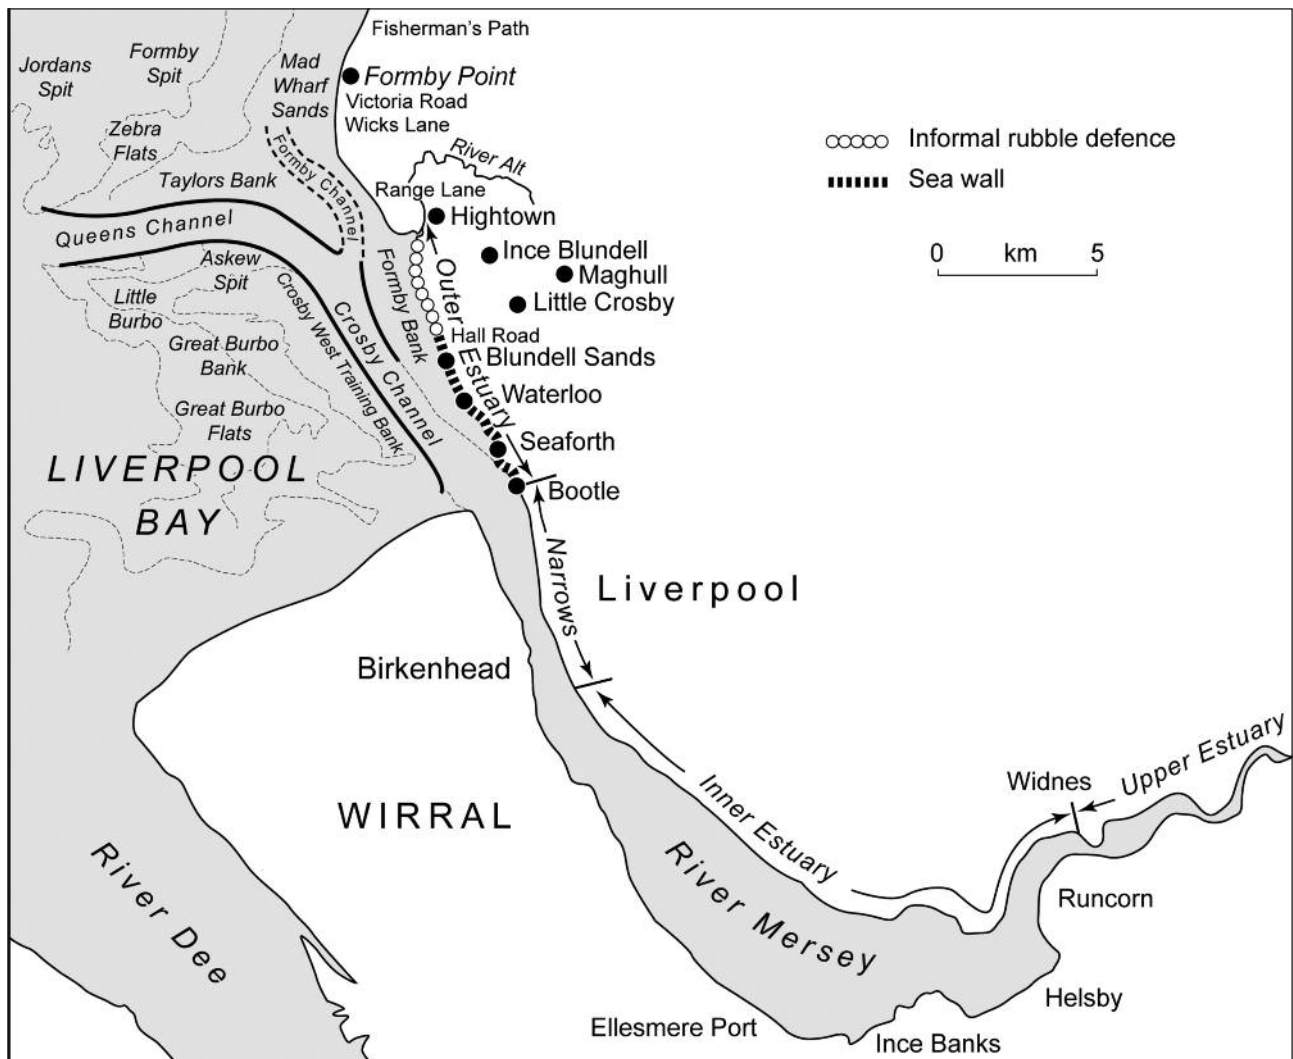 Fisherman's Path
Jordans
Spit
Formby
Spit
Mad
Wharf
Sands
Formby Point
Victoria Road
Wicks Lane
Zebra
Flats
Formby Channel
River Alt
Informal rubble defence
Sea wall
Taylors Bank
Range Lane
Hightown
Queens Channel
Ince Blundell
Maghull
Little Crosby
0 km 5
Askew
Spit
Little
Burbo
Crosby West Training Bank
Crosby Channel
Formby Bank
Outer Estuary
Hall Road
Blundell Sands
Great Burbo
Bank
Waterloo
Great Burbo
Flats
Seaforth
LIVERPOOL
BAY
Bootle
Narrows
Liverpool
Birkenhead
WIRRAL
Inner Estuary
Widnes
Upper Estuary
River Dee
River Mersey
Runcorn
Helsby
Ellesmere Port
Ince Banks